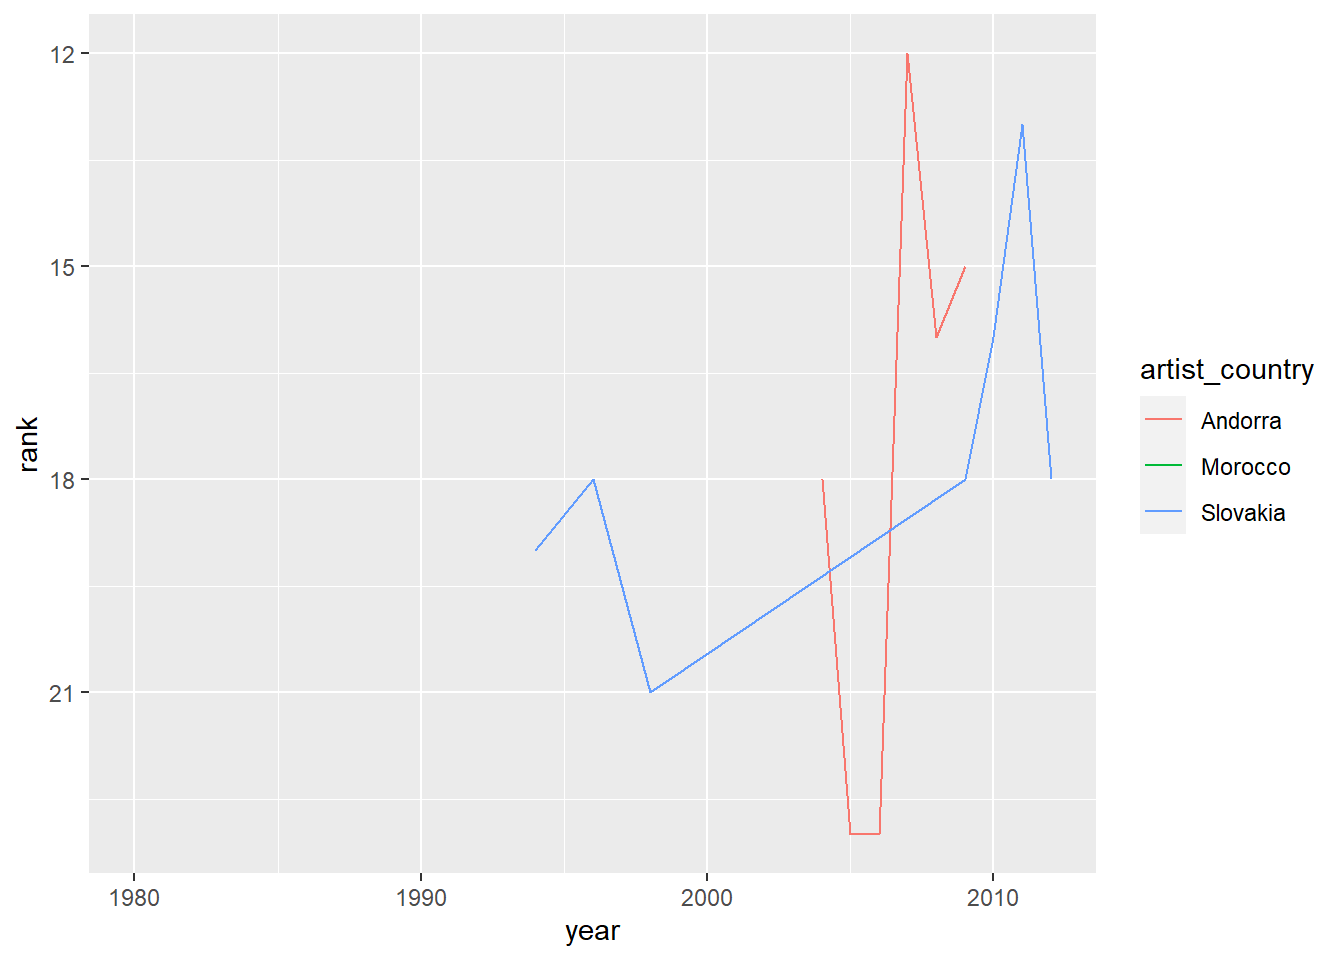 12
15
18
21
rank
1980
1990
2000
2010
year
artist_country
Andorra
Morocco
Slovakia